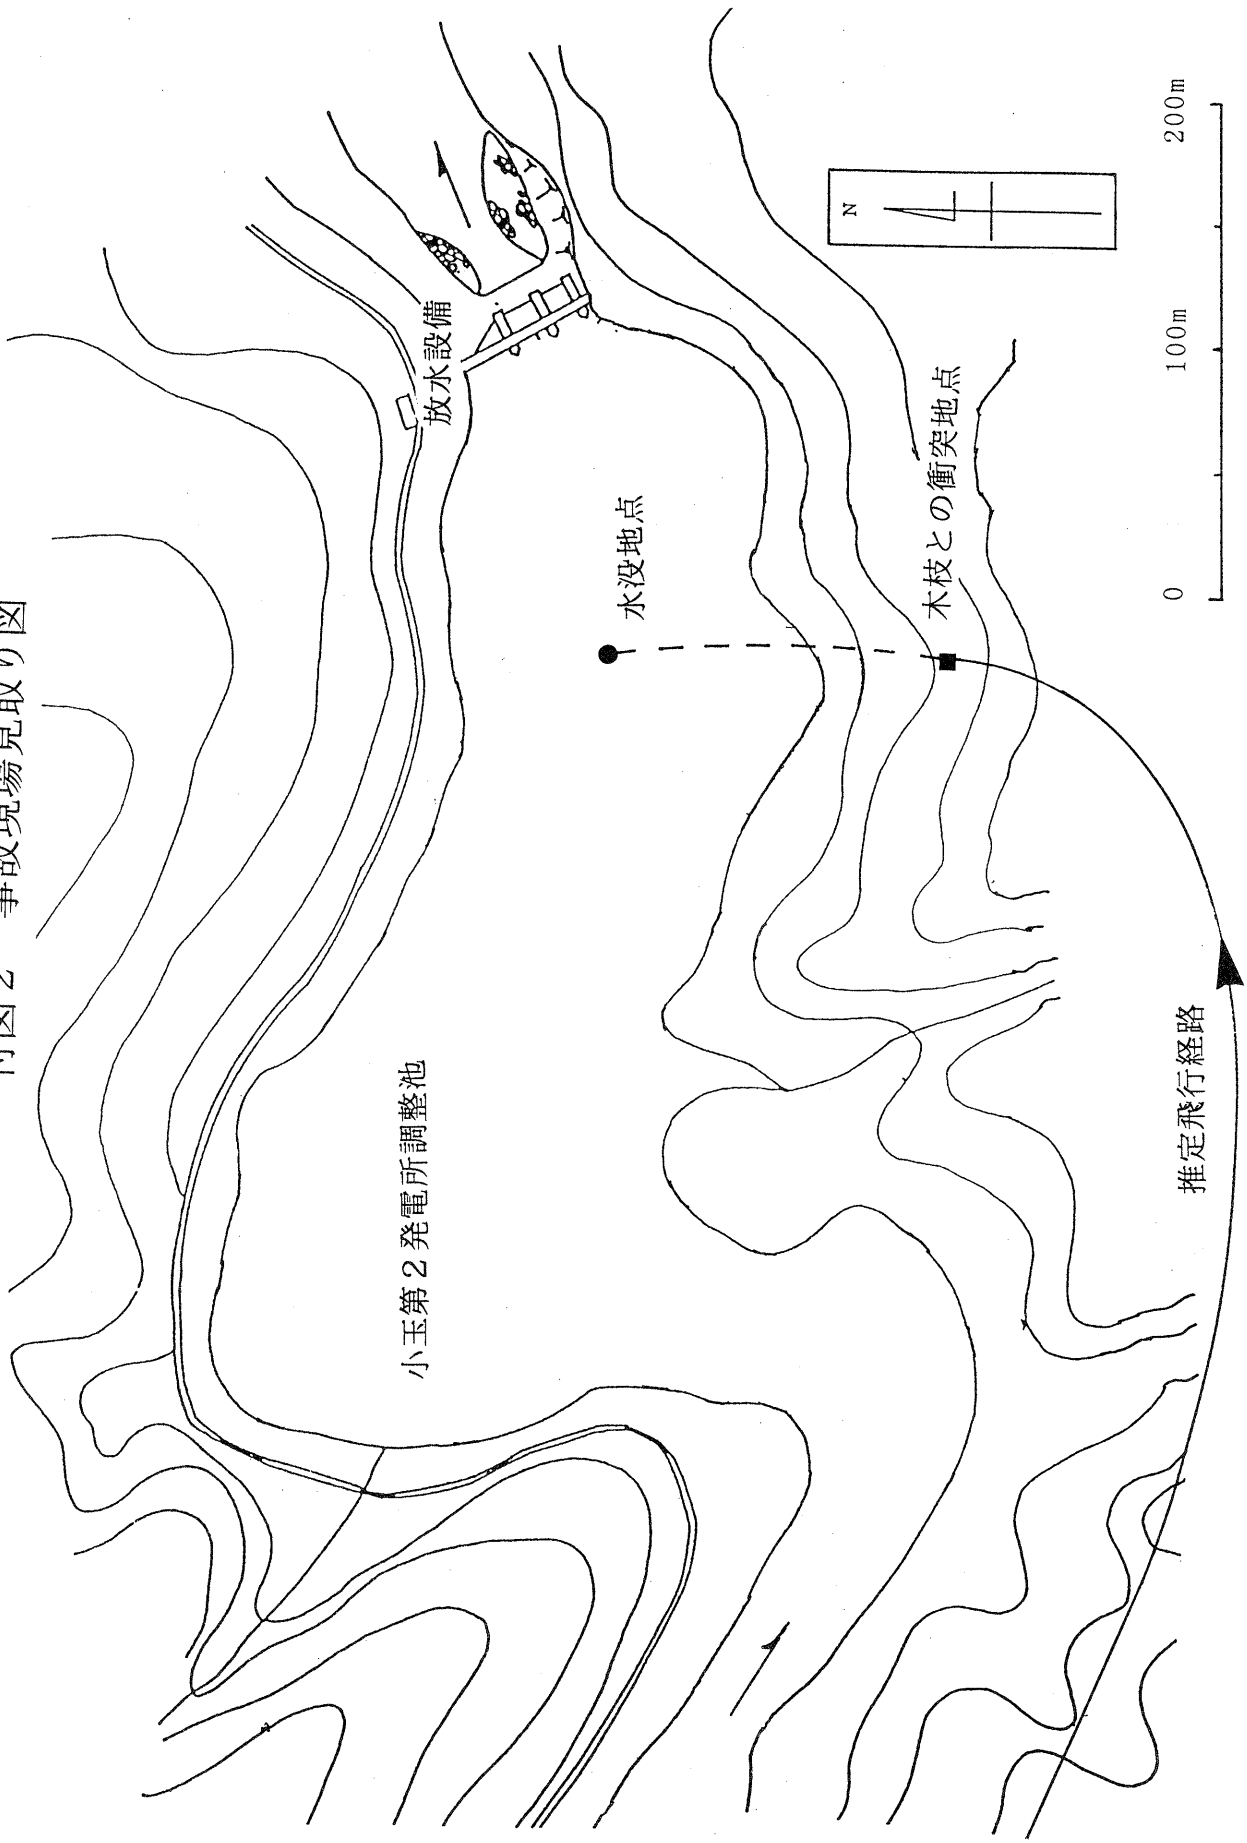 付図2 事故現場見取り図
放水設備
水没地点
木枝との衝突地点
小玉第2発電所調整池
推定飛行経路
N
0
100m
200m